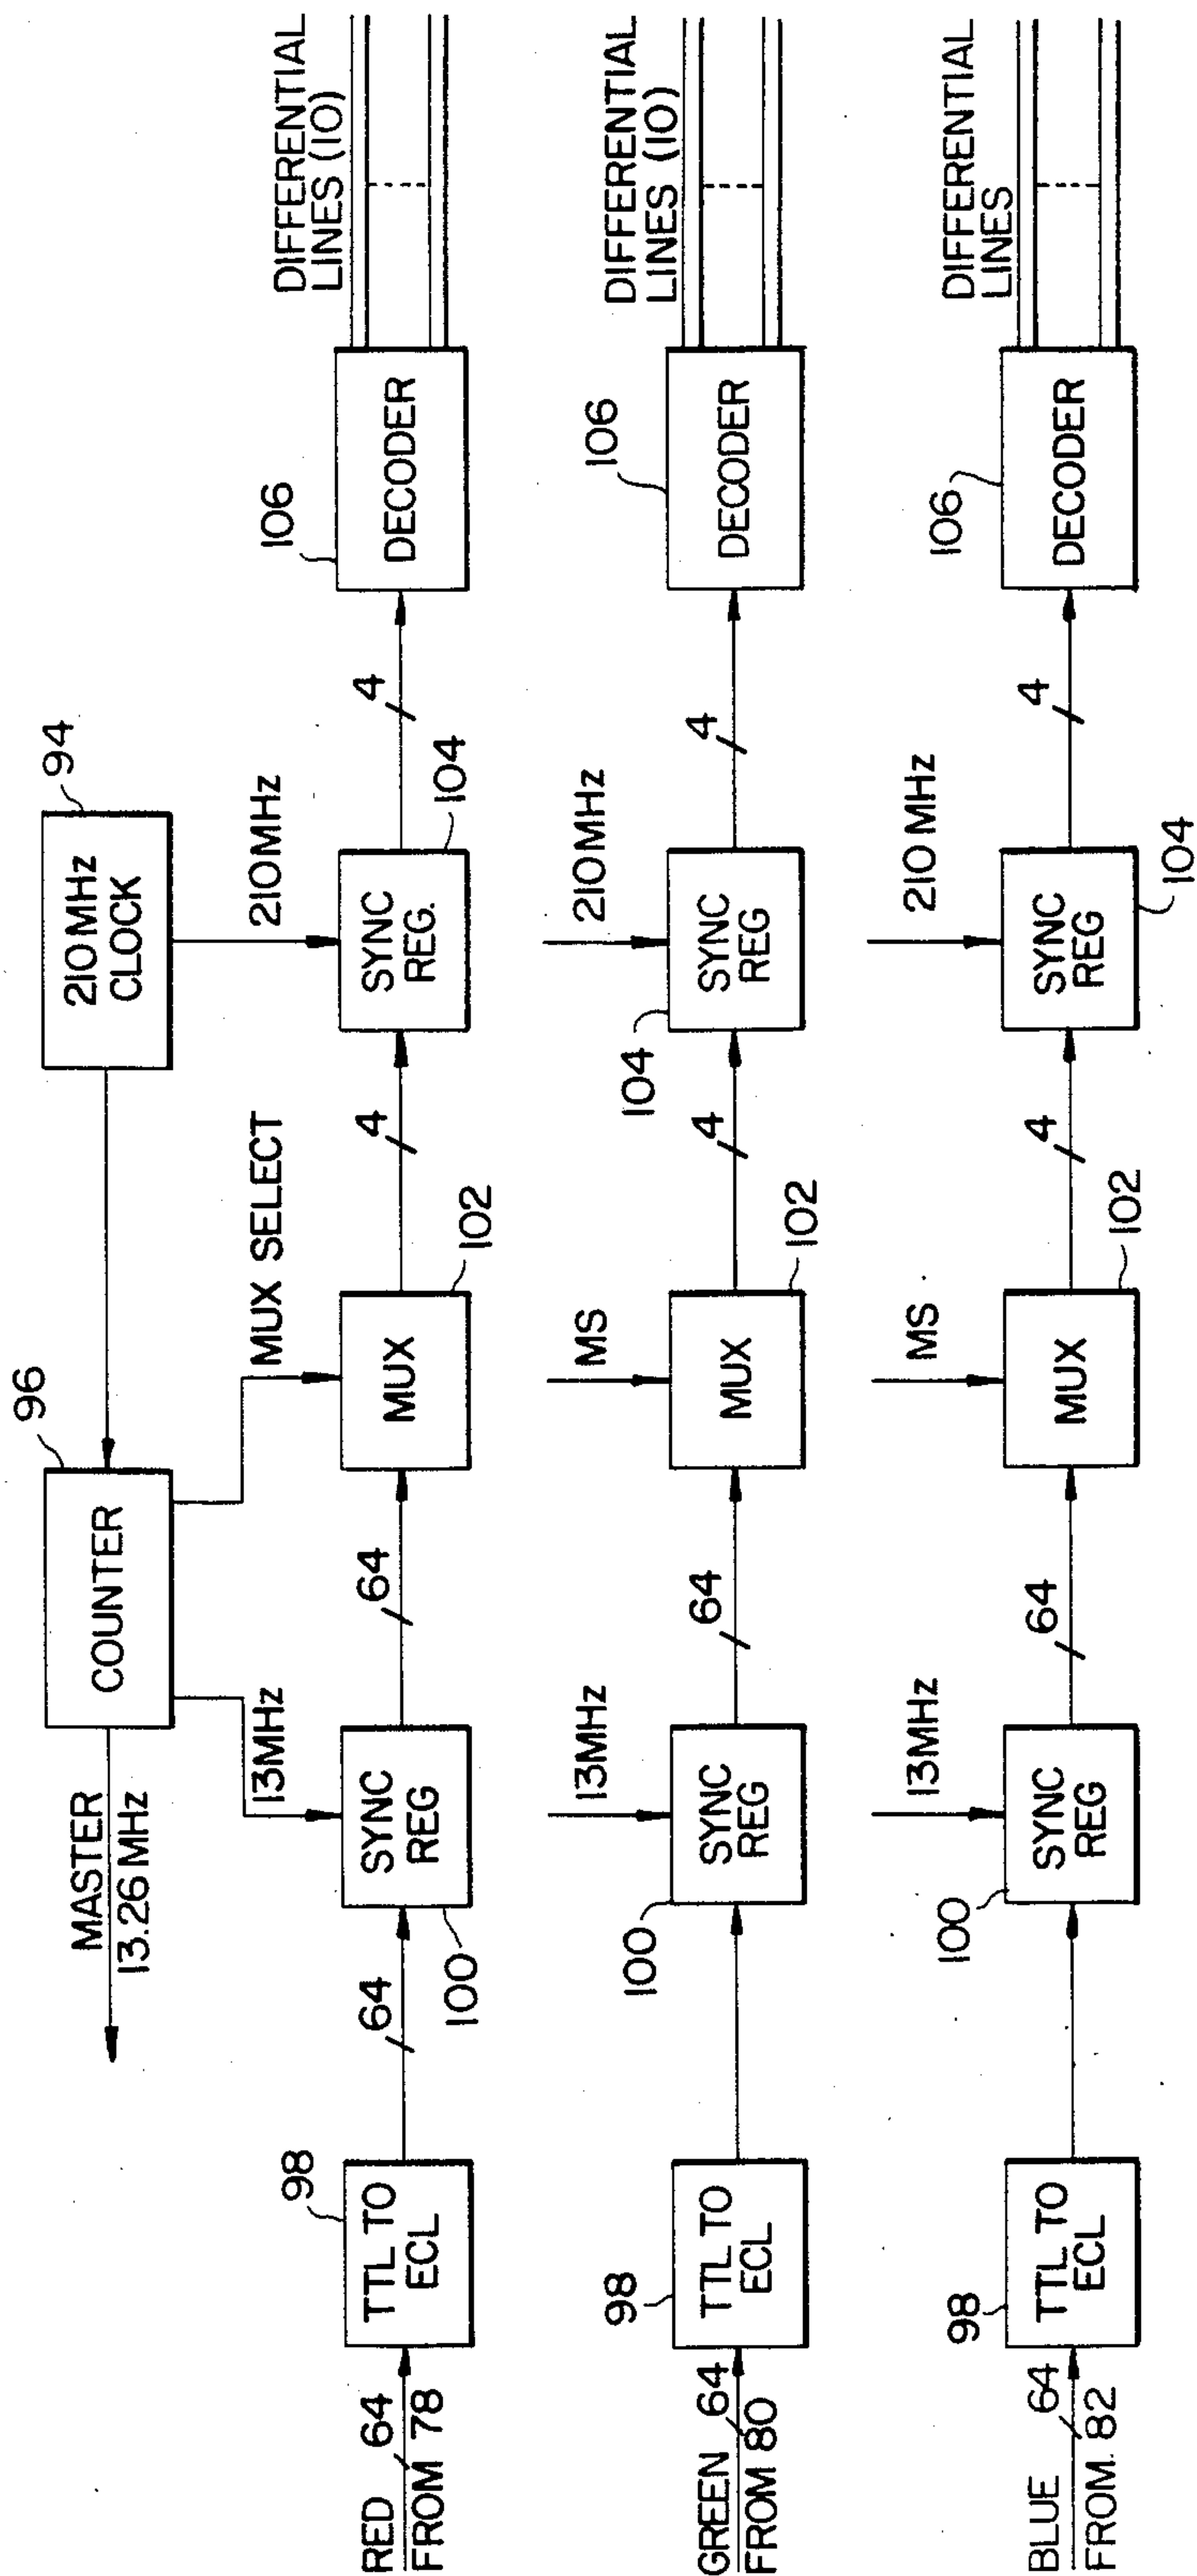 MASTER
13.26 MHz
COUNTER
96
210 MHz
CLOCK
94
13MHz
MUX SELECT
210MHz
RED 64
FROM 78
TTL TO
ECL
98
64
SYNC
REG
100
64
MUX
102
4
SYNC
REG.
104
4
DECODER
106
DIFFERENTIAL
LINES (10)
13MHz
MS
210MHz
GREEN 64
FROM 80
TTL TO
ECL
98
SYNC
REG
100
64
MUX
102
4
SYNC
REG
104
4
DECODER
106
DIFFERENTIAL
LINES (10)
13MHz
MS
210 MHz
BLUE 64
FROM. 82
TTL TO
ECL
98
SYNC
REG
100
64
MUX
102
4
SYNC
REG
104
4
DECODER
106
DIFFERENTIAL
LINES